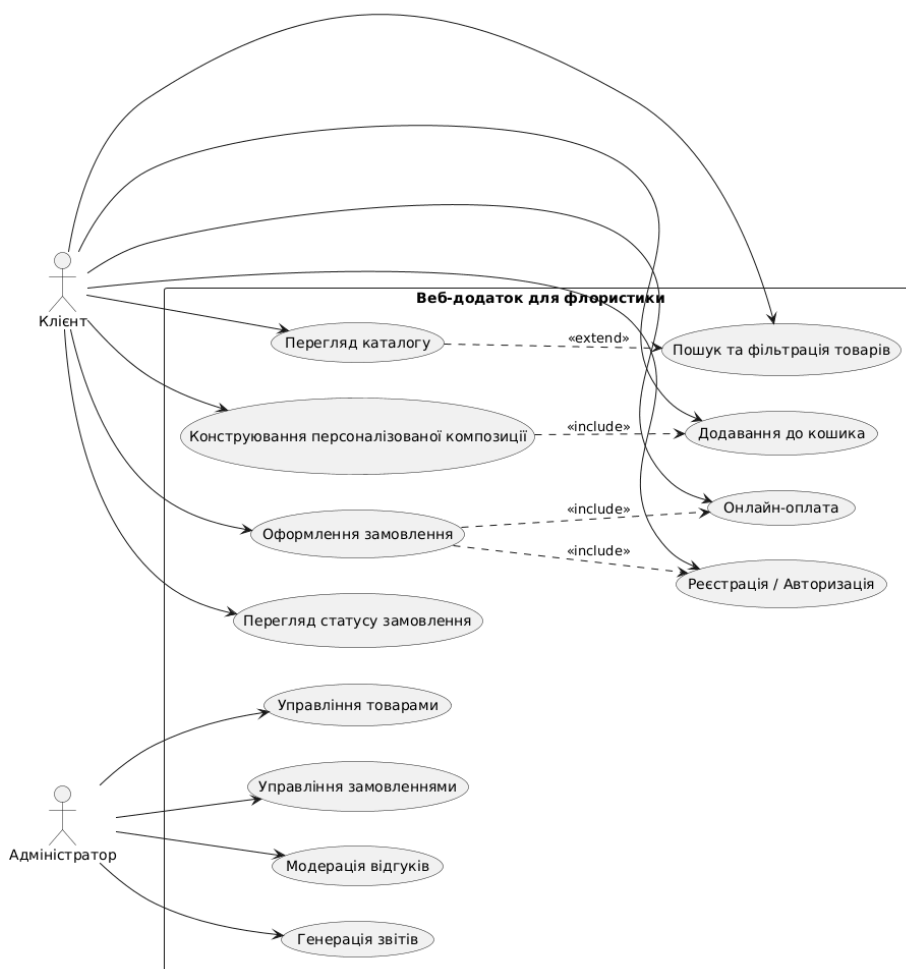 Веб-додаток для флористики
Клієнт
Перегляд каталогу
«extend»
Пошук та фільтрація товарів
Конструювання персоналізованої композиції
«include»
Додавання до кошика
Оформлення замовлення
«include»
Онлайн-оплата
«include»
Реєстрація / Авторизація
Перегляд статусу замовлення
Управління товарами
Управління замовленнями
Адміністратор
Модерація відгуків
Генерація звітів